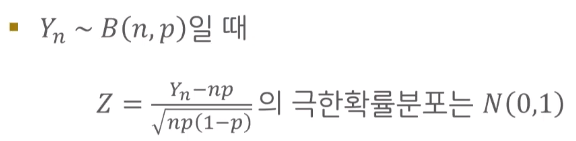 ▪ Yₙ ~ B(n, p)일 때
Z = (Yₙ−np)/√(np(1−p)) 의 극한확률분포는 N(0,1)